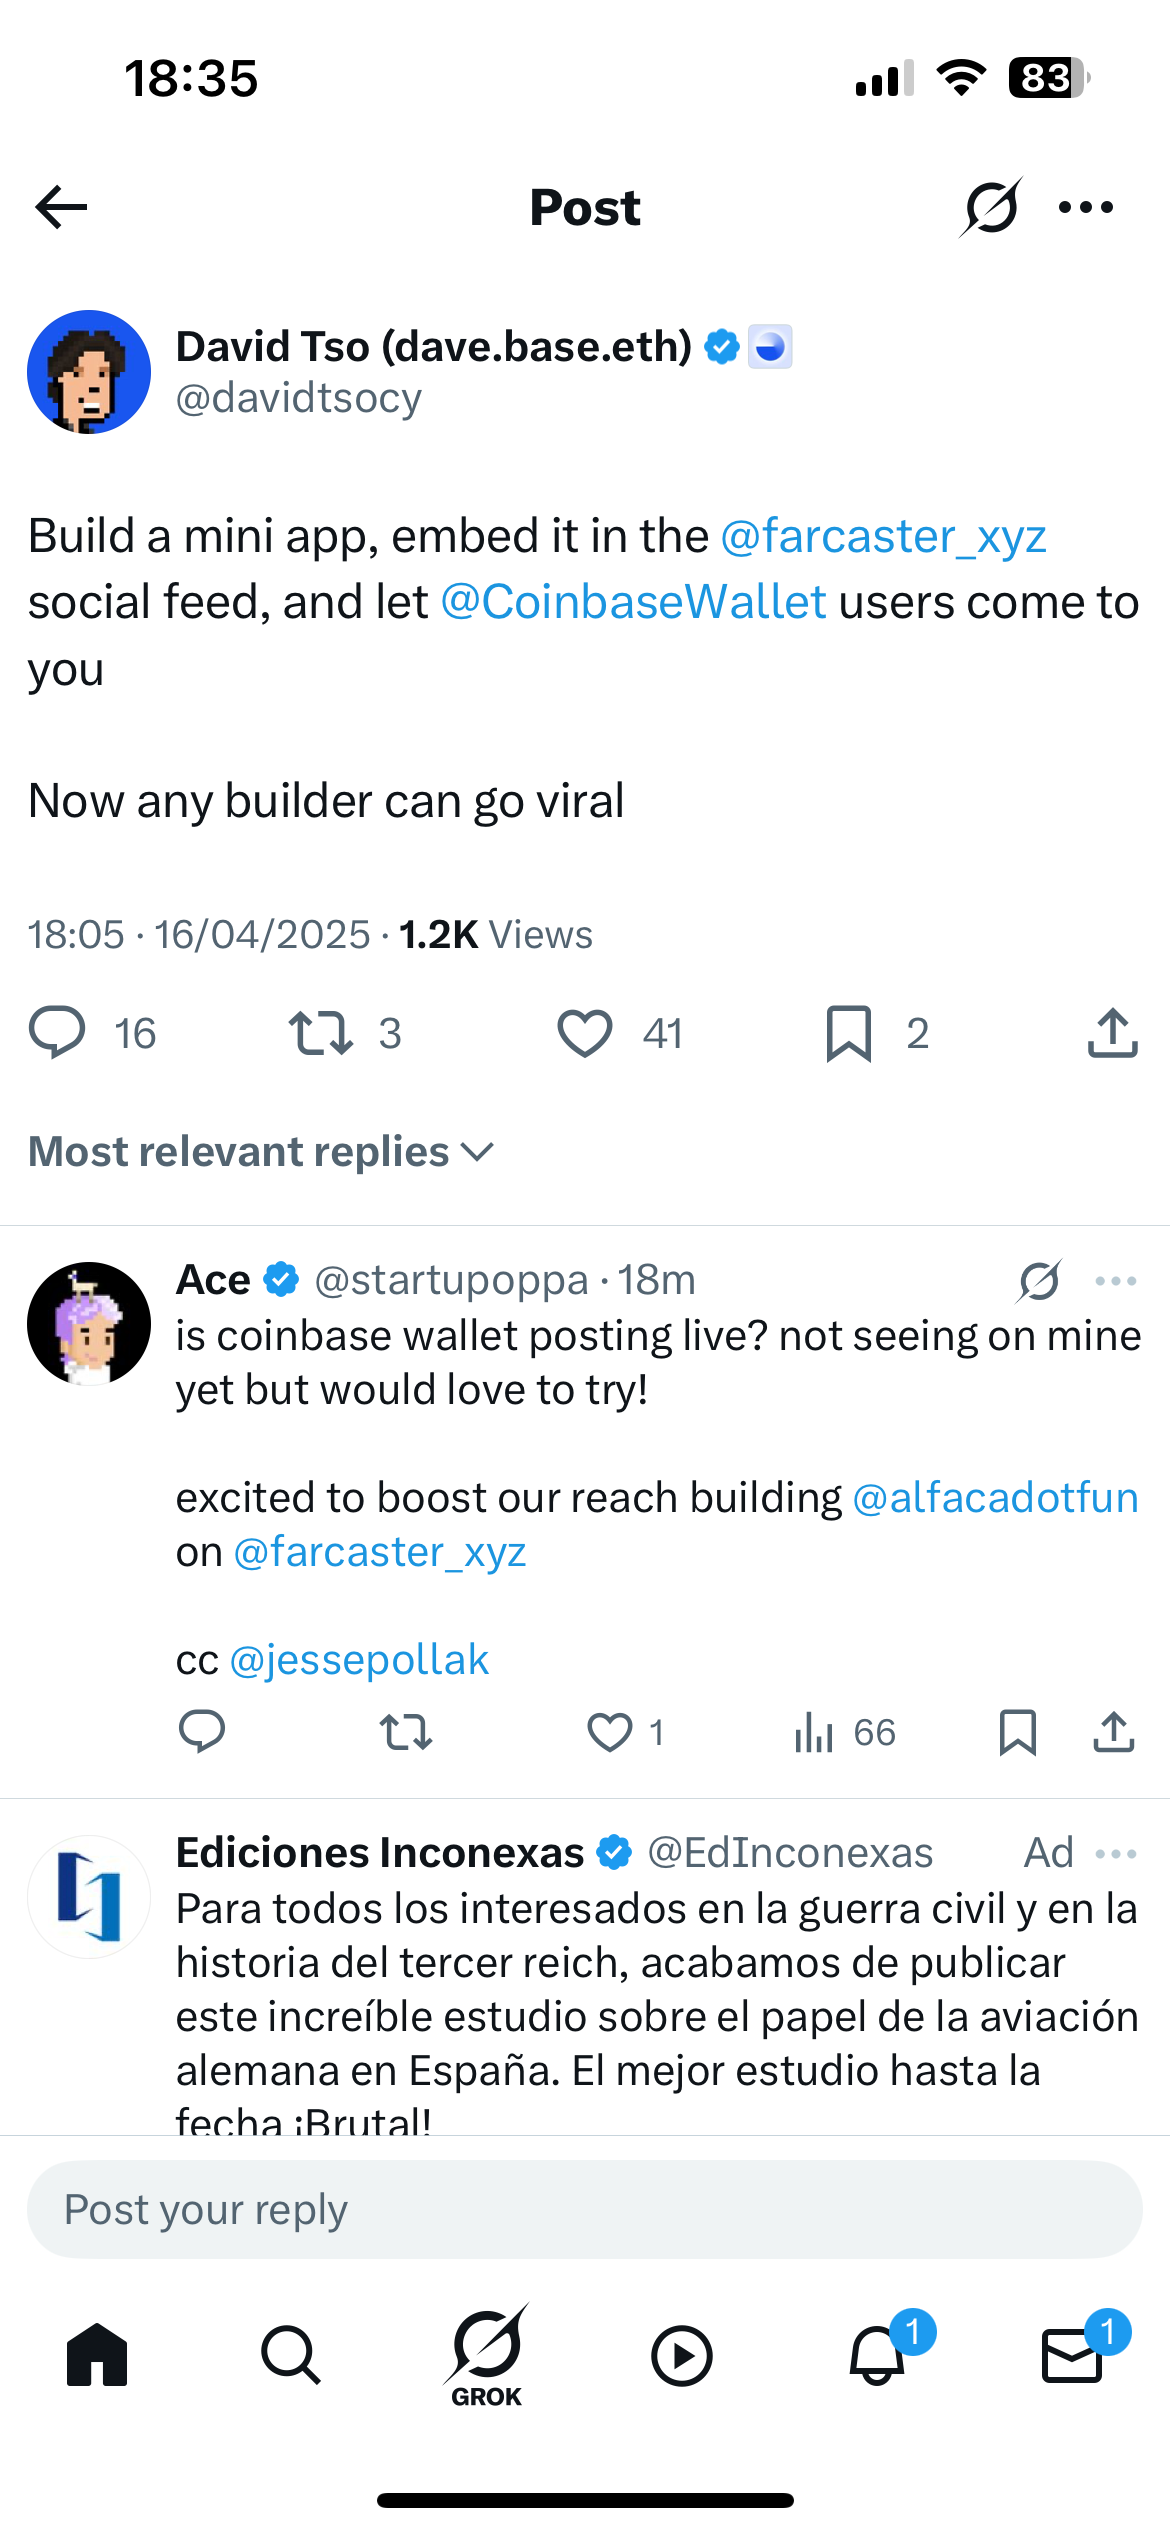 18:35
83
Post
David Tso (dave.base.eth)
@davidtsocy
Build a mini app, embed it in the @farcaster_xyz
social feed, and let @CoinbaseWallet users come to
you
Now any builder can go viral
18:05 · 16/04/2025 · 1.2K Views
16 3 41 2
Most relevant replies
Ace @startupoppa · 18m
is coinbase wallet posting live? not seeing on mine
yet but would love to try!
excited to boost our reach building @alfacadotfun
on @farcaster_xyz
cc @jessepollak
1 66
Ediciones Inconexas @EdInconexas Ad
Para todos los interesados en la guerra civil y en la
historia del tercer reich, acabamos de publicar
este increíble estudio sobre el papel de la aviación
alemana en España. El mejor estudio hasta la
fecha ¡Brutal!
Post your reply
1 1
GROK